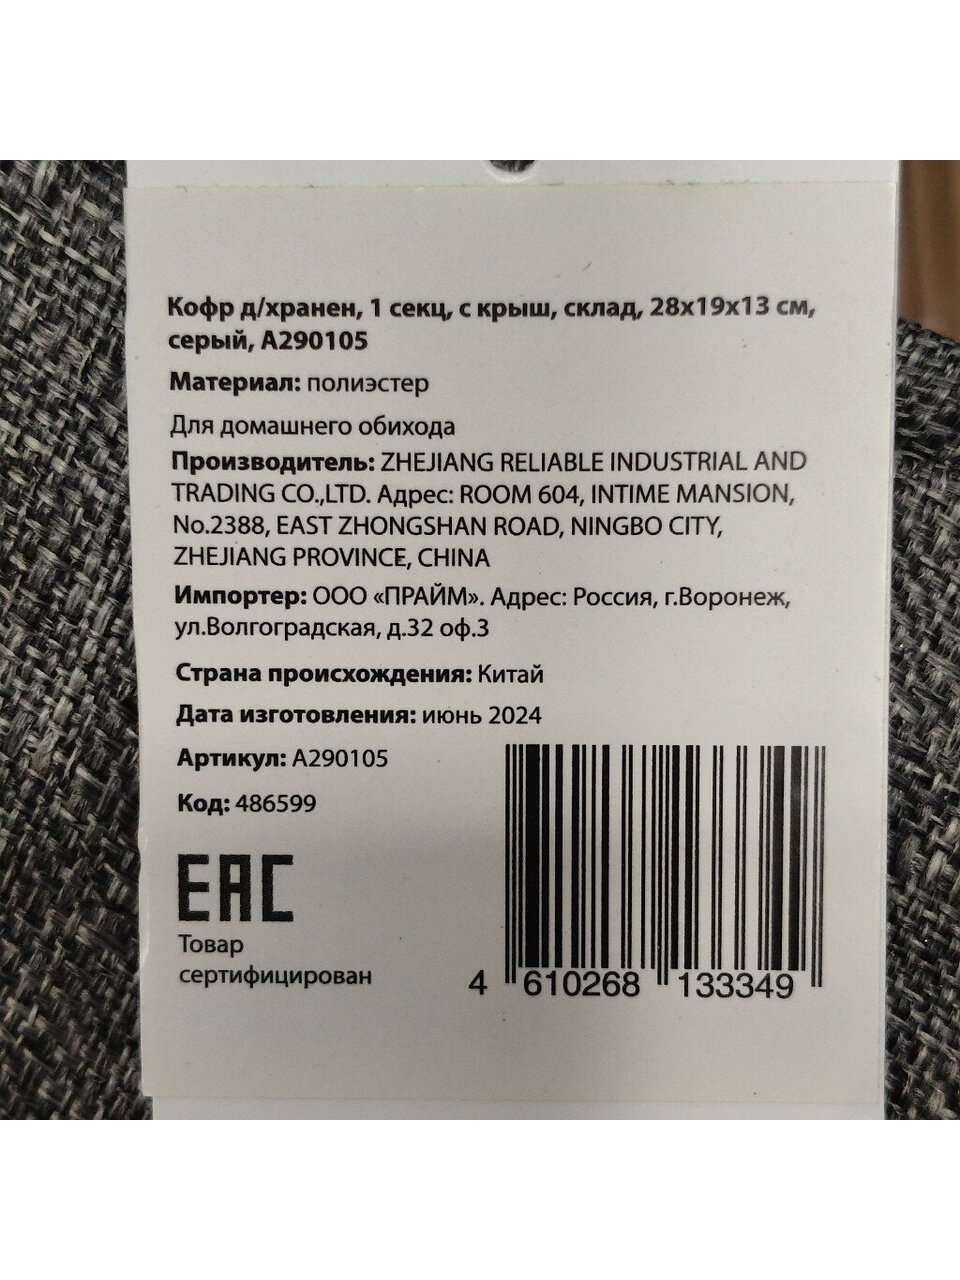 Кофр д/хранен, 1 секц, с крыш, склад, 28х19х13 см,
серый, A290105
Материал: полиэстер
Для домашнего обихода
Производитель: ZHEJIANG RELIABLE INDUSTRIAL AND
TRADING CO.,LTD. Адрес: ROOM 604, INTIME MANSION,
No.2388, EAST ZHONGSHAN ROAD, NINGBO CITY,
ZHEJIANG PROVINCE, CHINA
Импортер: ООО «ПРАЙМ». Адрес: Россия, г.Воронеж,
ул.Волгоградская, д.32 оф.3
Страна происхождения: Китай
Дата изготовления: июнь 2024
Артикул: A290105
Код: 486599
EAC
Товар
сертифицирован
4 610268 133349